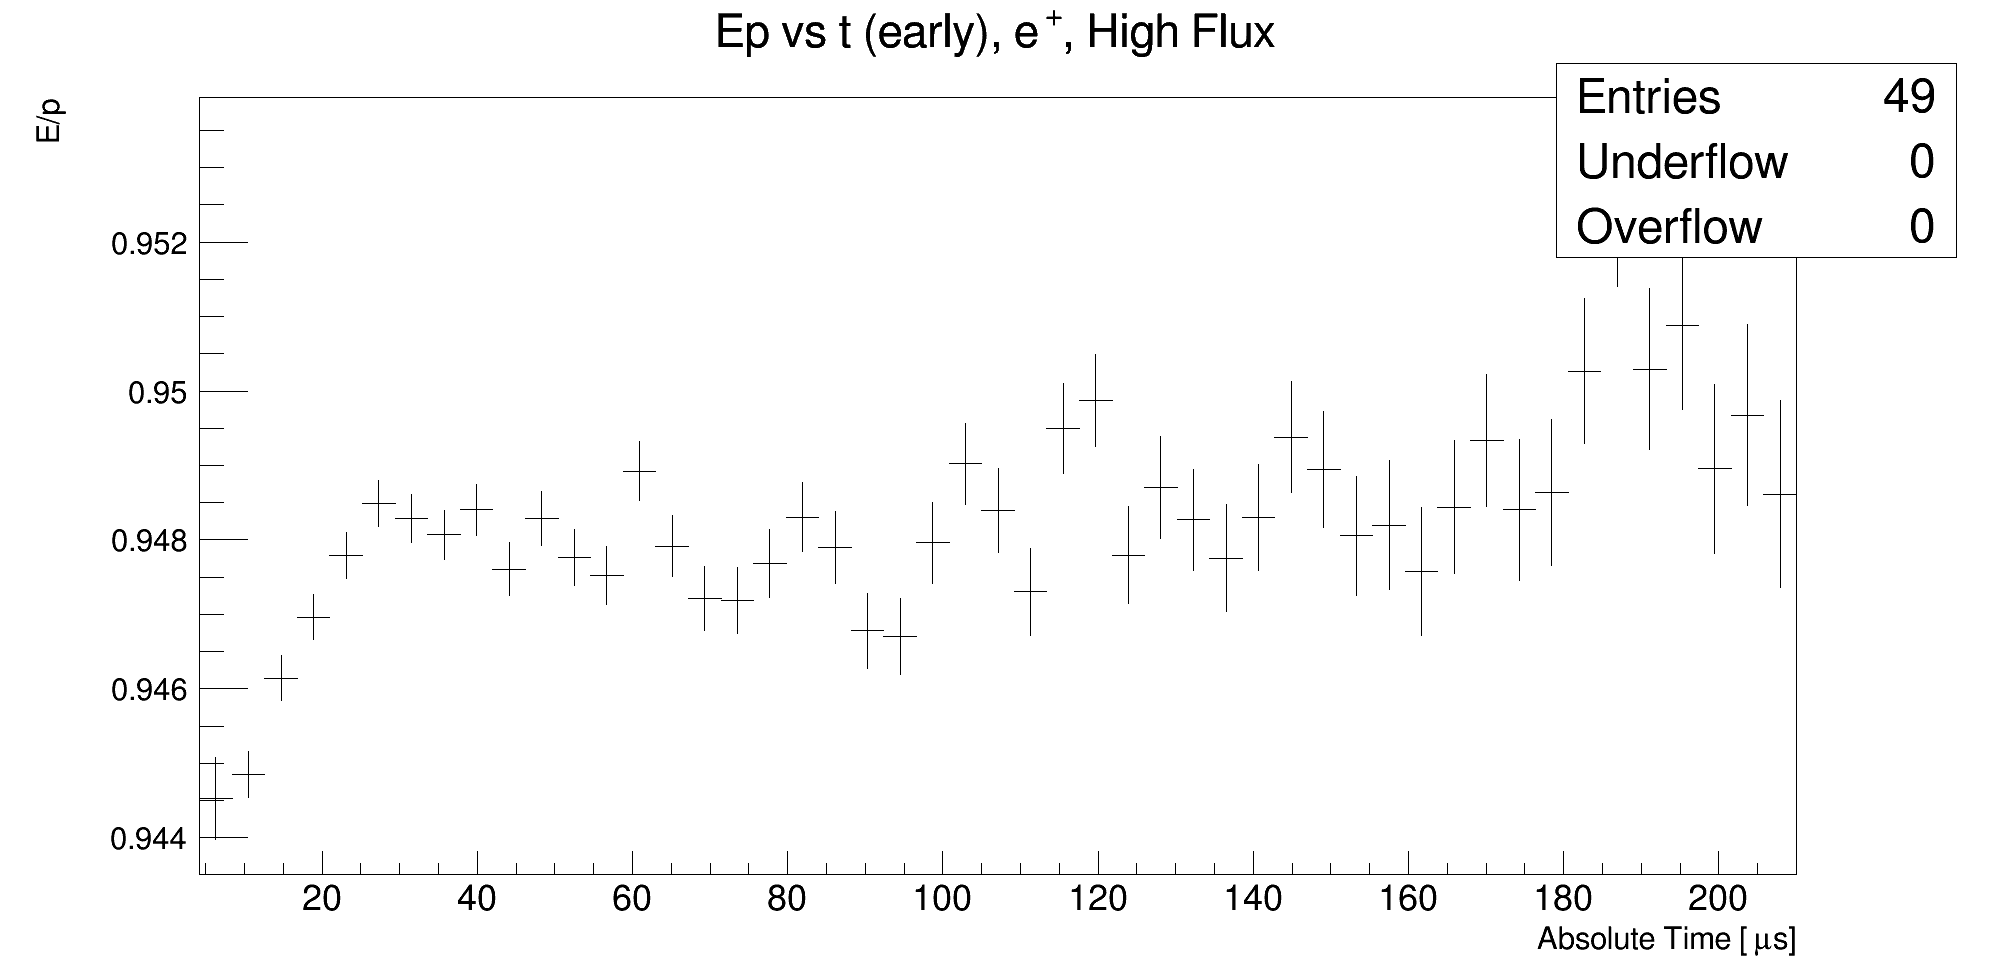 Ep vs t (early), e⁺, High Flux
Entries 49
Underflow 0
Overflow 0
E/p
0.952
0.95
0.948
0.946
0.944
20 40 60 80 100 120 140 160 180 200
Absolute Time [ μs]